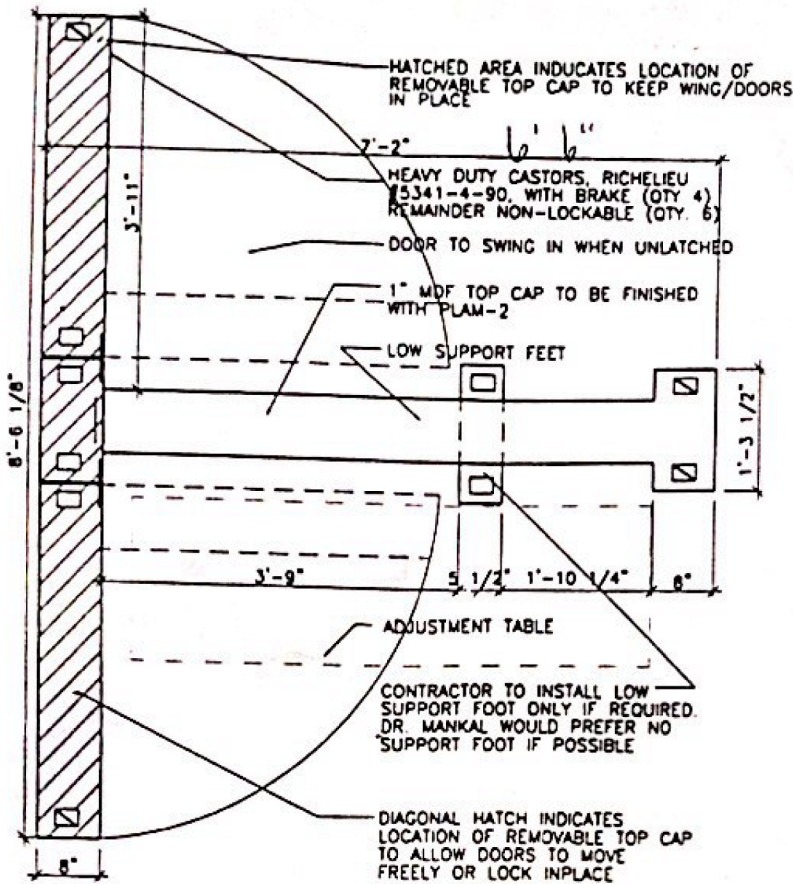 HATCHED AREA INDUCATES LOCATION OF
REMOVABLE TOP CAP TO KEEP WING/DOORS
IN PLACE
7'-2"
6' 6"
HEAVY DUTY CASTORS, RICHELIEU
15341-4-90, WITH BRAKE (QTY 4)
REMAINDER NON-LOCKABLE (QTY. 6)
3'-11"
DOOR TO SWING IN WHEN UNLATCHED
1" MDF TOP CAP TO BE FINISHED
WITH PLAM-2
LOW SUPPORT FEET
8'-6 1/8"
1'-3 1/2"
3'-9"
5 1/2"
1'-10 1/4"
6"
ADJUSTMENT TABLE
CONTRACTOR TO INSTALL LOW
SUPPORT FOOT ONLY IF REQUIRED.
DR. MANKAL WOULD PREFER NO
SUPPORT FOOT IF POSSIBLE
DIAGONAL HATCH INDICATES
LOCATION OF REMOVABLE TOP CAP
TO ALLOW DOORS TO MOVE
FREELY OR LOCK INPLACE
8"